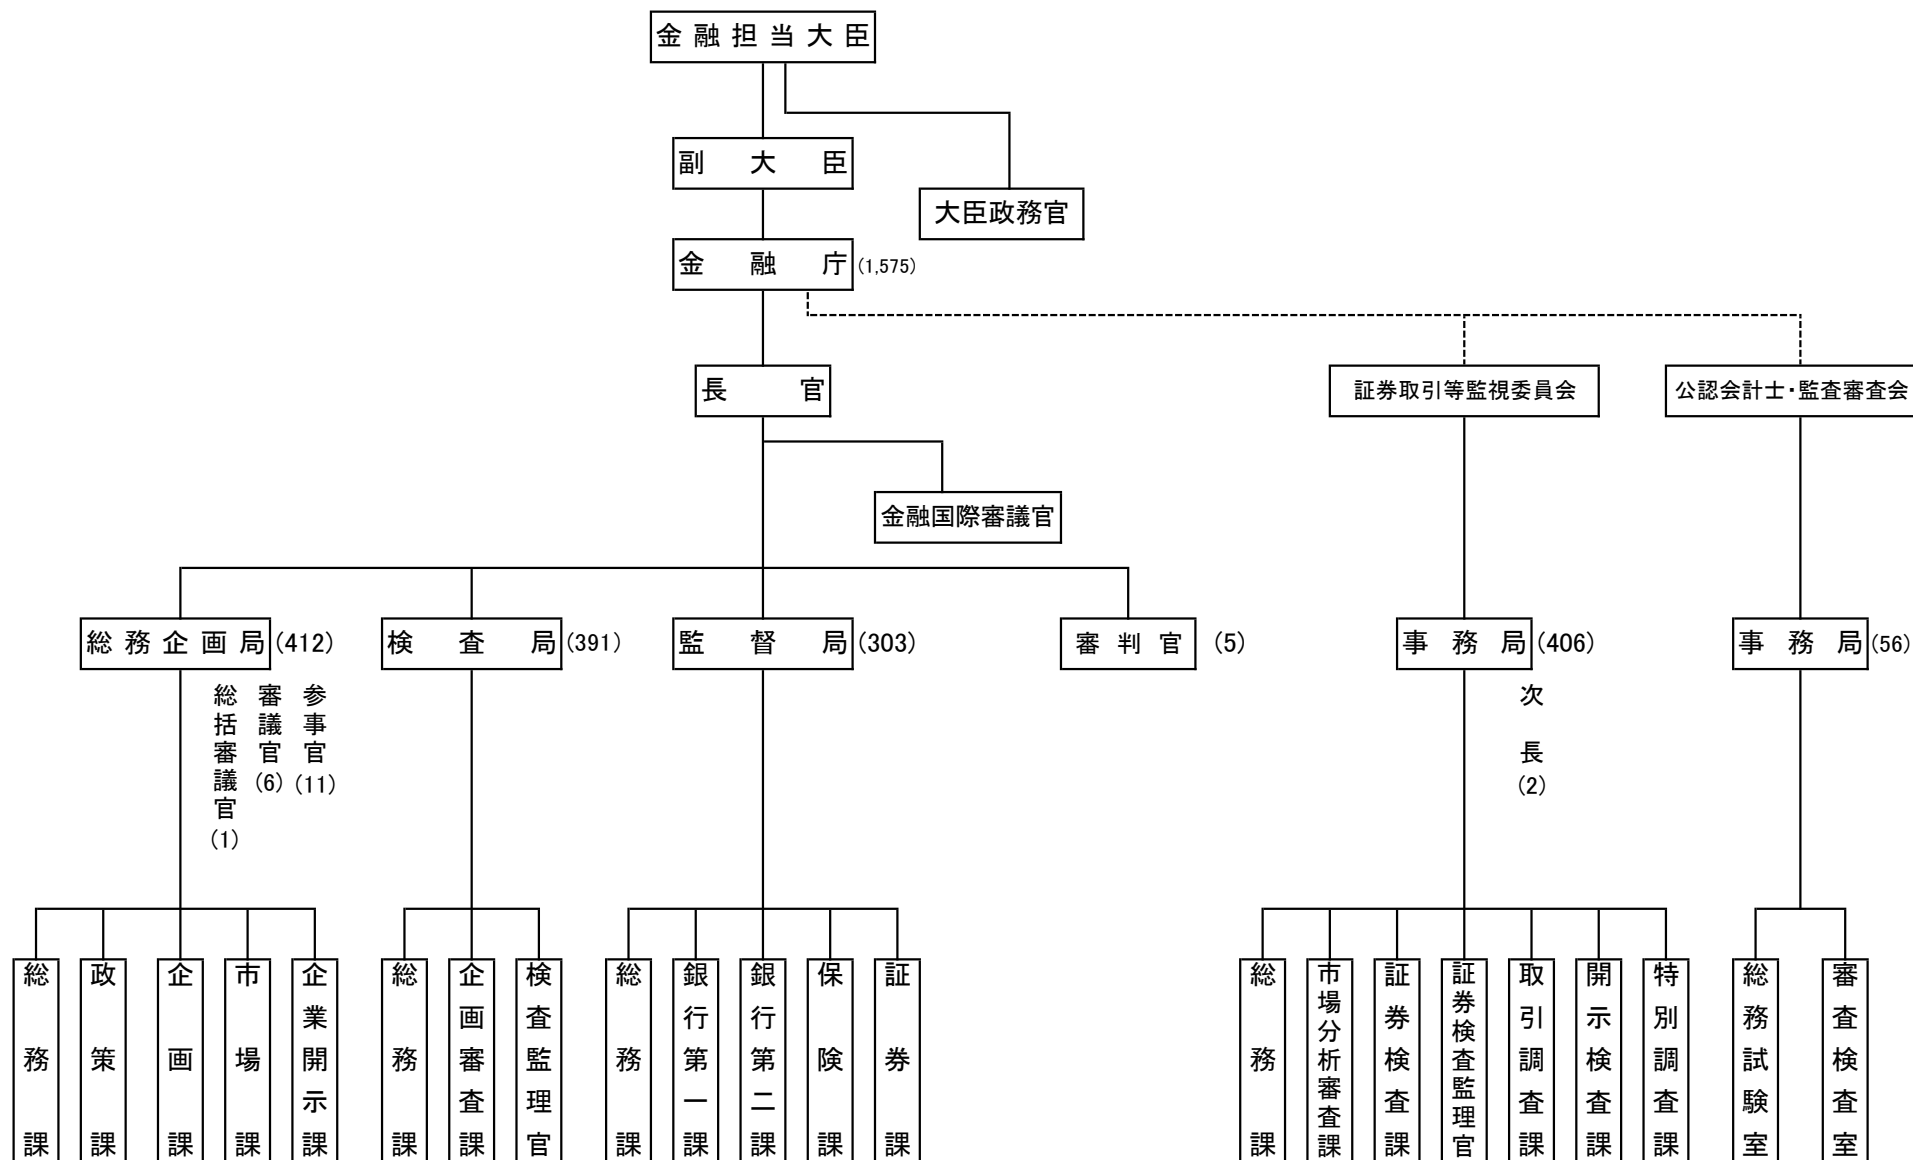 金融担当大臣
副大臣
大臣政務官
金融庁 (1,575)
長官
証券取引等監視委員会
公認会計士・監査審査会
金融国際審議官
総務企画局 (412)
検査局 (391)
監督局 (303)
審判官 (5)
事務局 (406)
事務局 (56)
総括審議官 (1)
審議官 (6)
参事官 (11)
次長 (2)
総務課
政策課
企画課
市場課
企業開示課
総務課
企画審査課
検査監理官
総務課
銀行第一課
銀行第二課
保険課
証券課
総務課
市場分析審査課
証券検査課
証券検査監理官
取引調査課
開示検査課
特別調査課
総務試験室
審査検査室